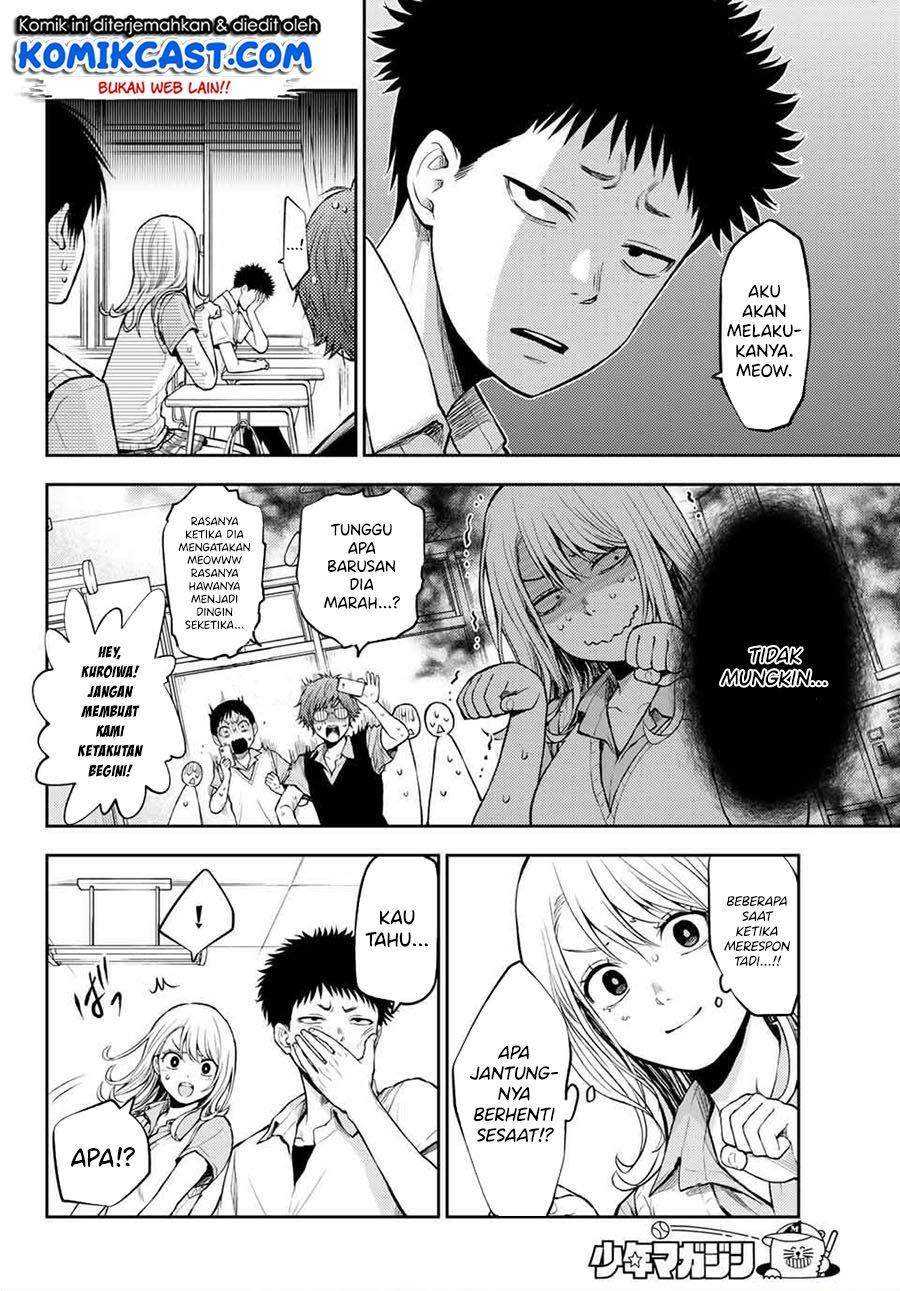 Komik ini diterjemahkan & diedit oleh
KOMIKCAST.COM
BUKAN WEB LAIN!!
AKU
AKAN
MELAKU-
KANYA.
MEOW.
...!
TIDAK
MUNGKIN...
TUNGGU
APA
BARUSAN
DIA
MARAH...?
RASANYA
KETIKA DIA
MENGATAKAN
MEOWWW
RASANYA
HAWANYA
MENJADI
DINGIN
SEKETIKA...
HEY,
KUROIWA!
JANGAN
MEMBUAT
KAMI
KETAKUTAN
BEGINI!
BEBERAPA
SAAT
KETIKA
MERESPON
TADI...!!
APA
JANTUNG-
NYA
BERHENTI
SESAAT!?
KAU
TAHU...
!
ばっ
APA!?
少年マガジン
M